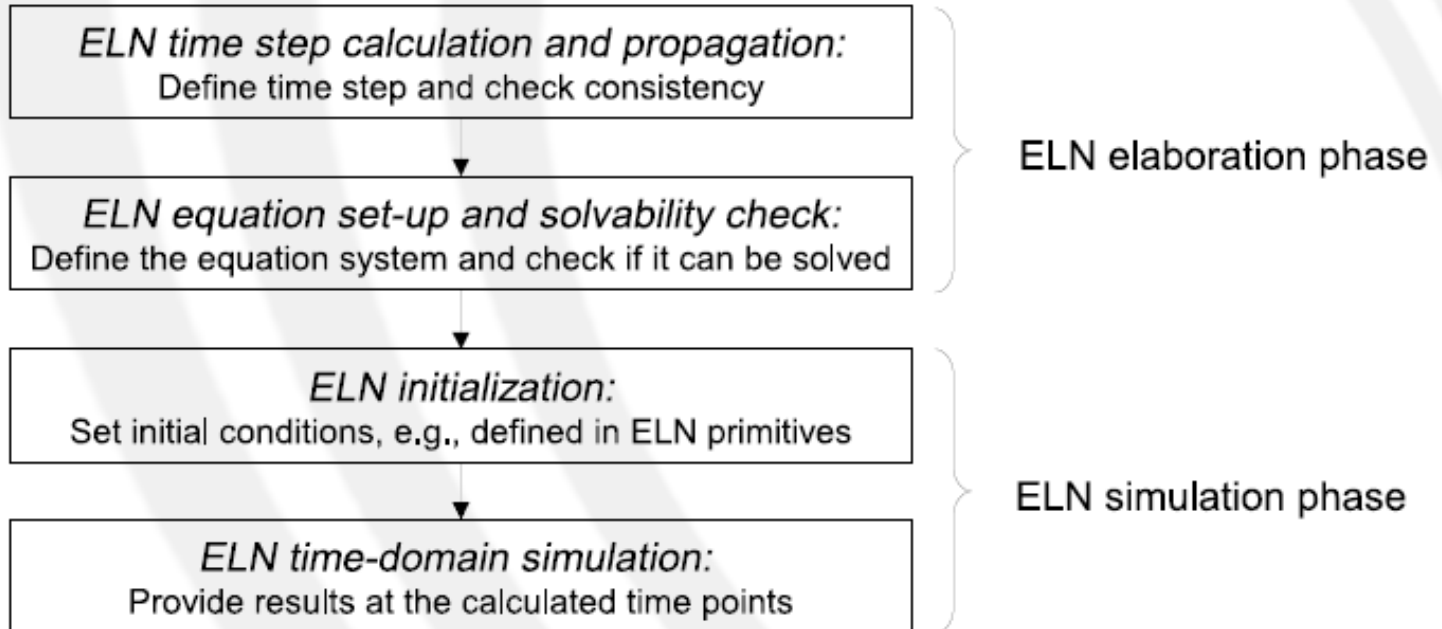 ELN time step calculation and propagation:
Define time step and check consistency
ELN elaboration phase
ELN equation set-up and solvability check:
Define the equation system and check if it can be solved
ELN initialization:
Set initial conditions, e.g., defined in ELN primitives
ELN simulation phase
ELN time-domain simulation:
Provide results at the calculated time points